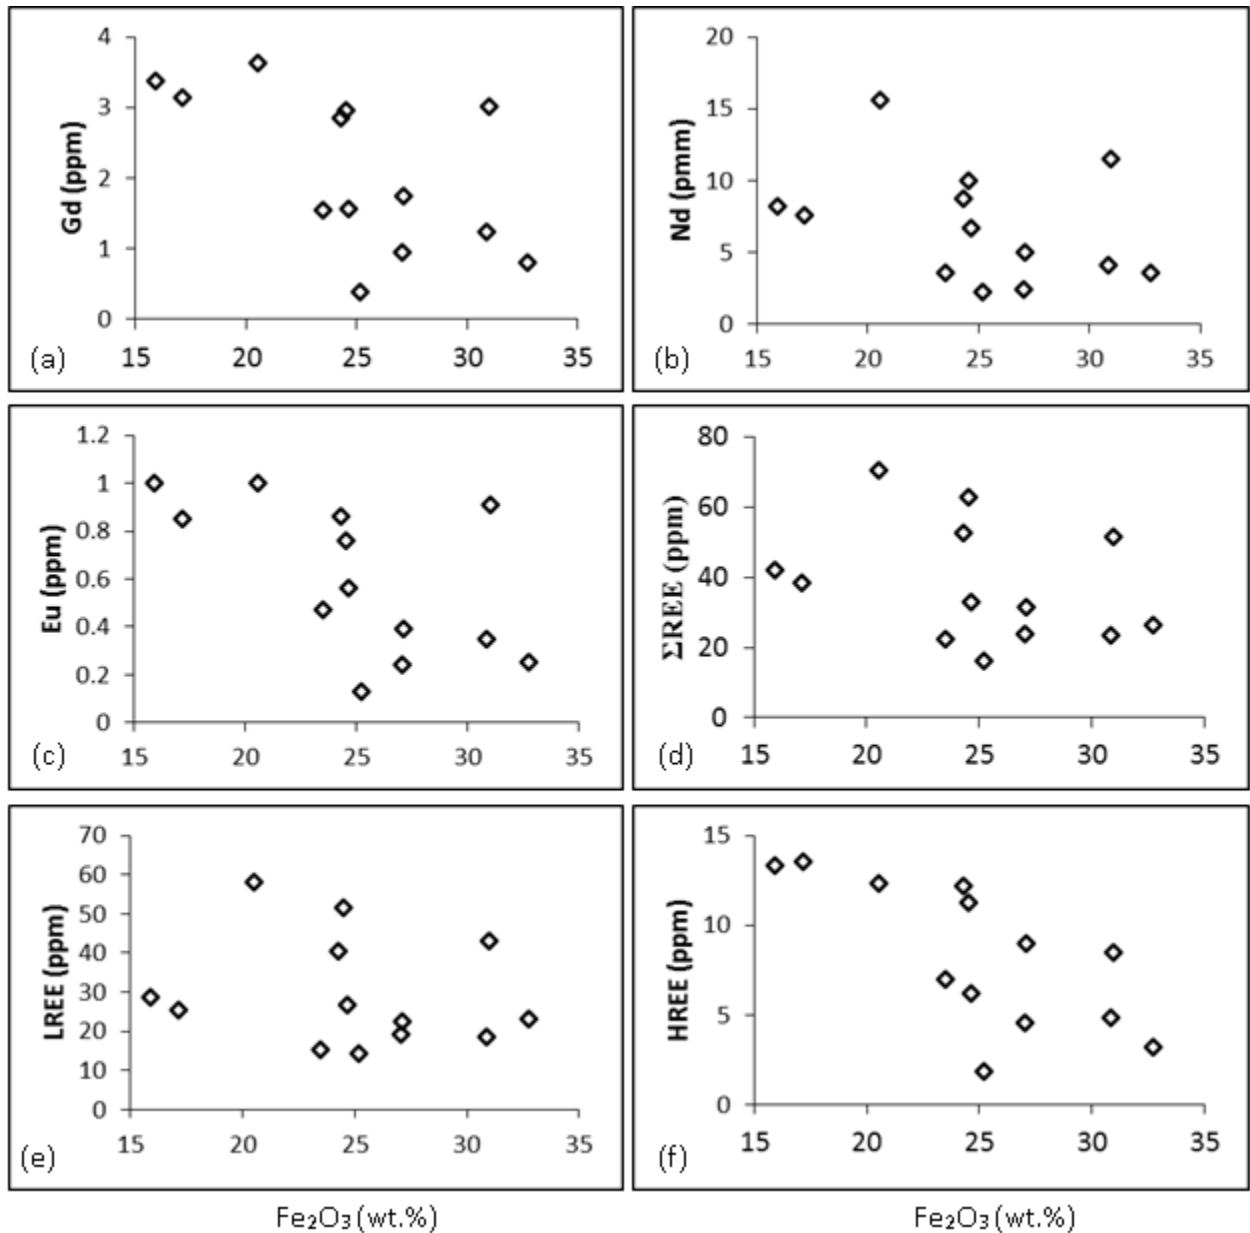 4
3
2
1
0
15 20 25 30 35
Gd (ppm)
(a)
20
15
10
5
0
15 20 25 30 35
Nd (pmm)
(b)
1.2
1
0.8
0.6
0.4
0.2
0
15 20 25 30 35
Eu (ppm)
(c)
80
60
40
20
0
15 20 25 30 35
ΣREE (ppm)
(d)
70
60
50
40
30
20
10
0
15 20 25 30 35
LREE (ppm)
(e)
15
10
5
0
15 20 25 30 35
HREE (ppm)
(f)
Fe₂O₃ (wt.%)
Fe₂O₃ (wt.%)